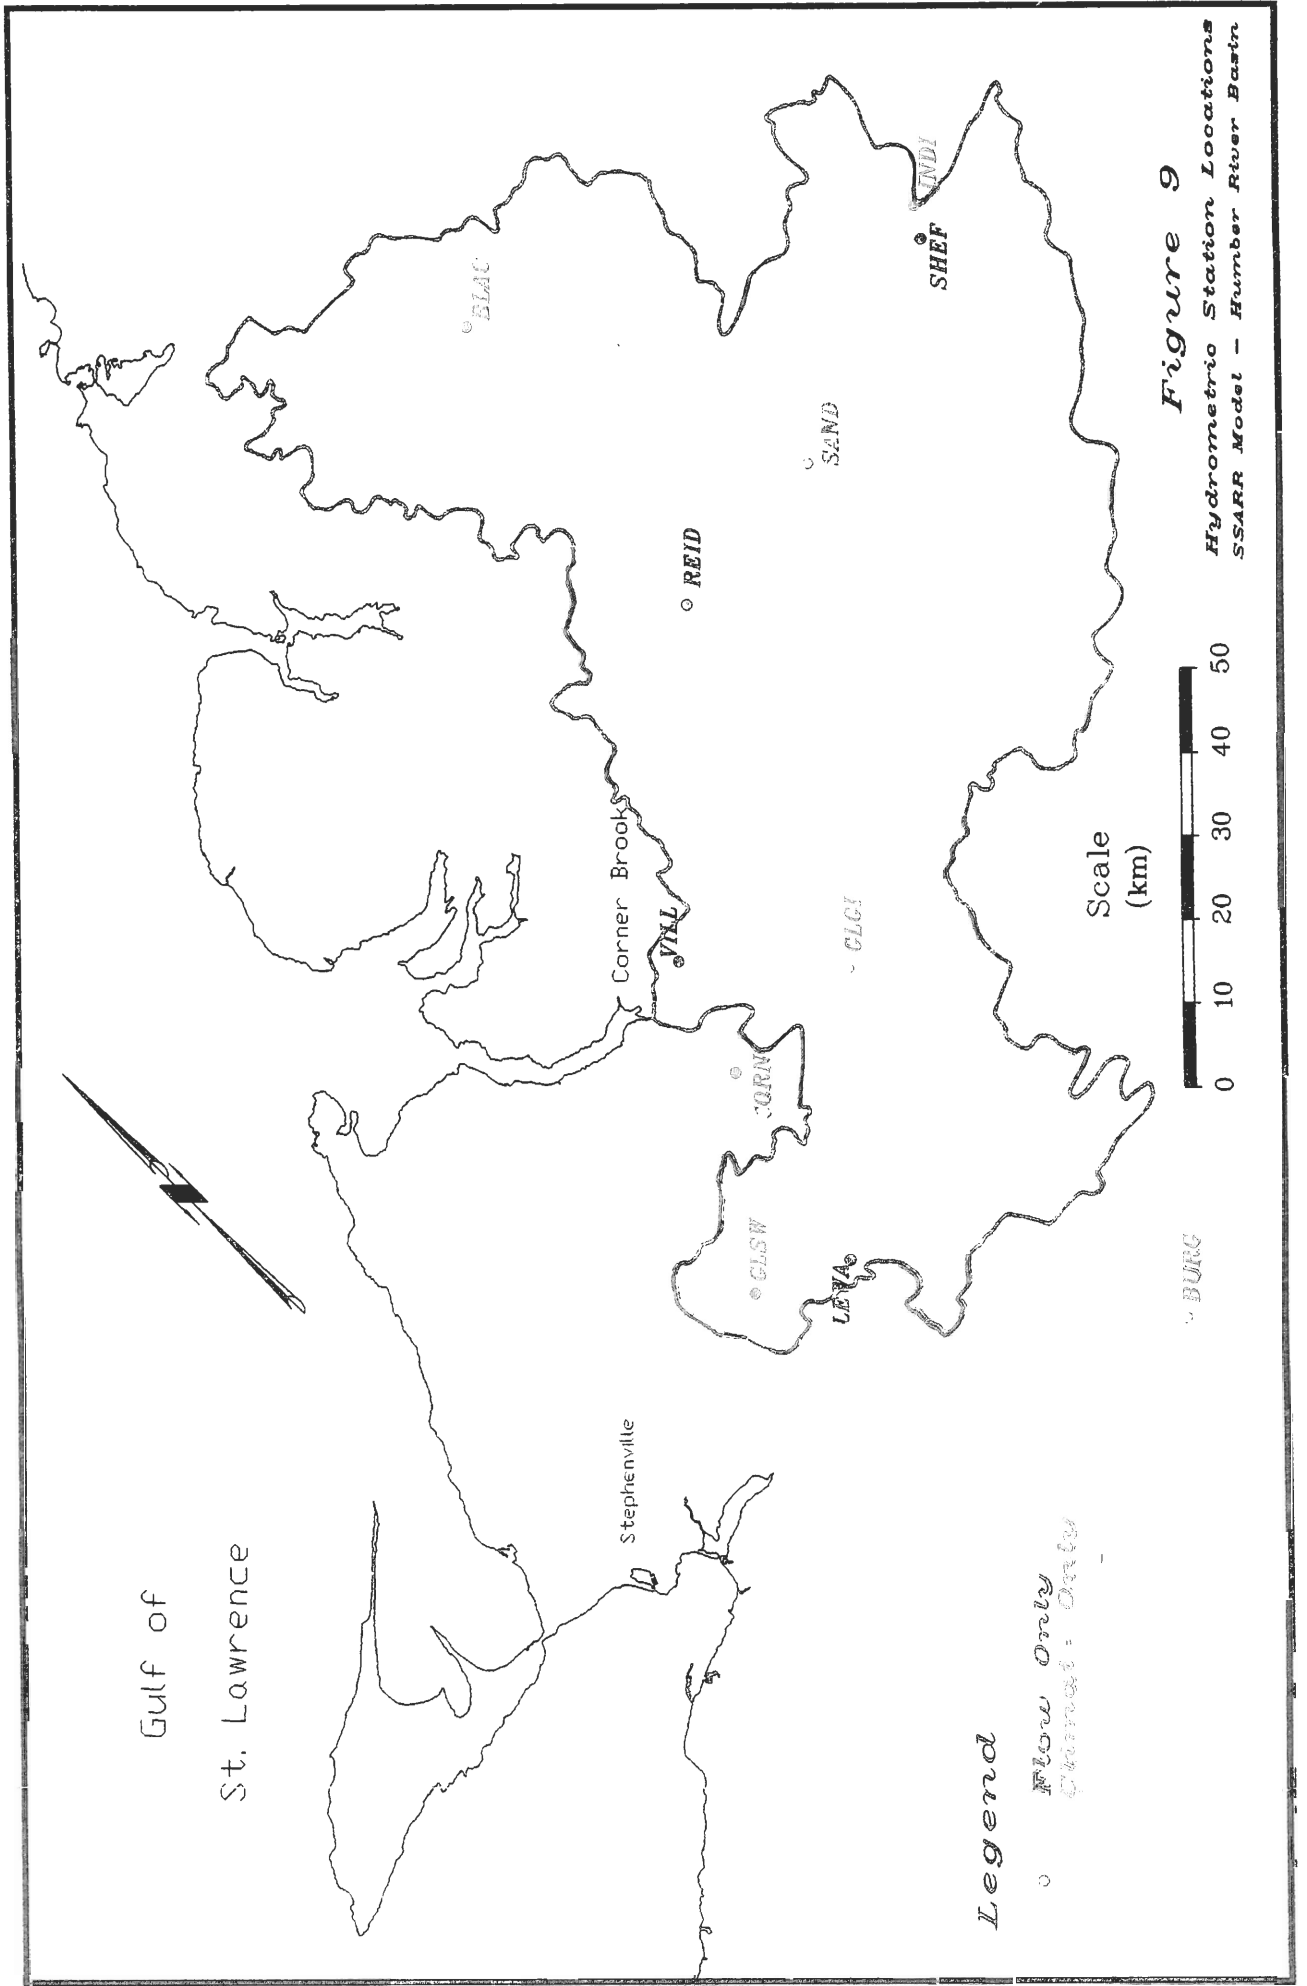 Gulf of
St. Lawrence
Stephenville
Corner Brook
BLAC
INDI
SHEF
SAND
REID
VILL
GLGI
CORN
GLSW
LEWA
BURG
Legend
Flow Only
Only
Scale
(km)
0 10 20 30 40 50
Figure 9
Hydrometric Station Locations
SSARR Model - Humber River Basin